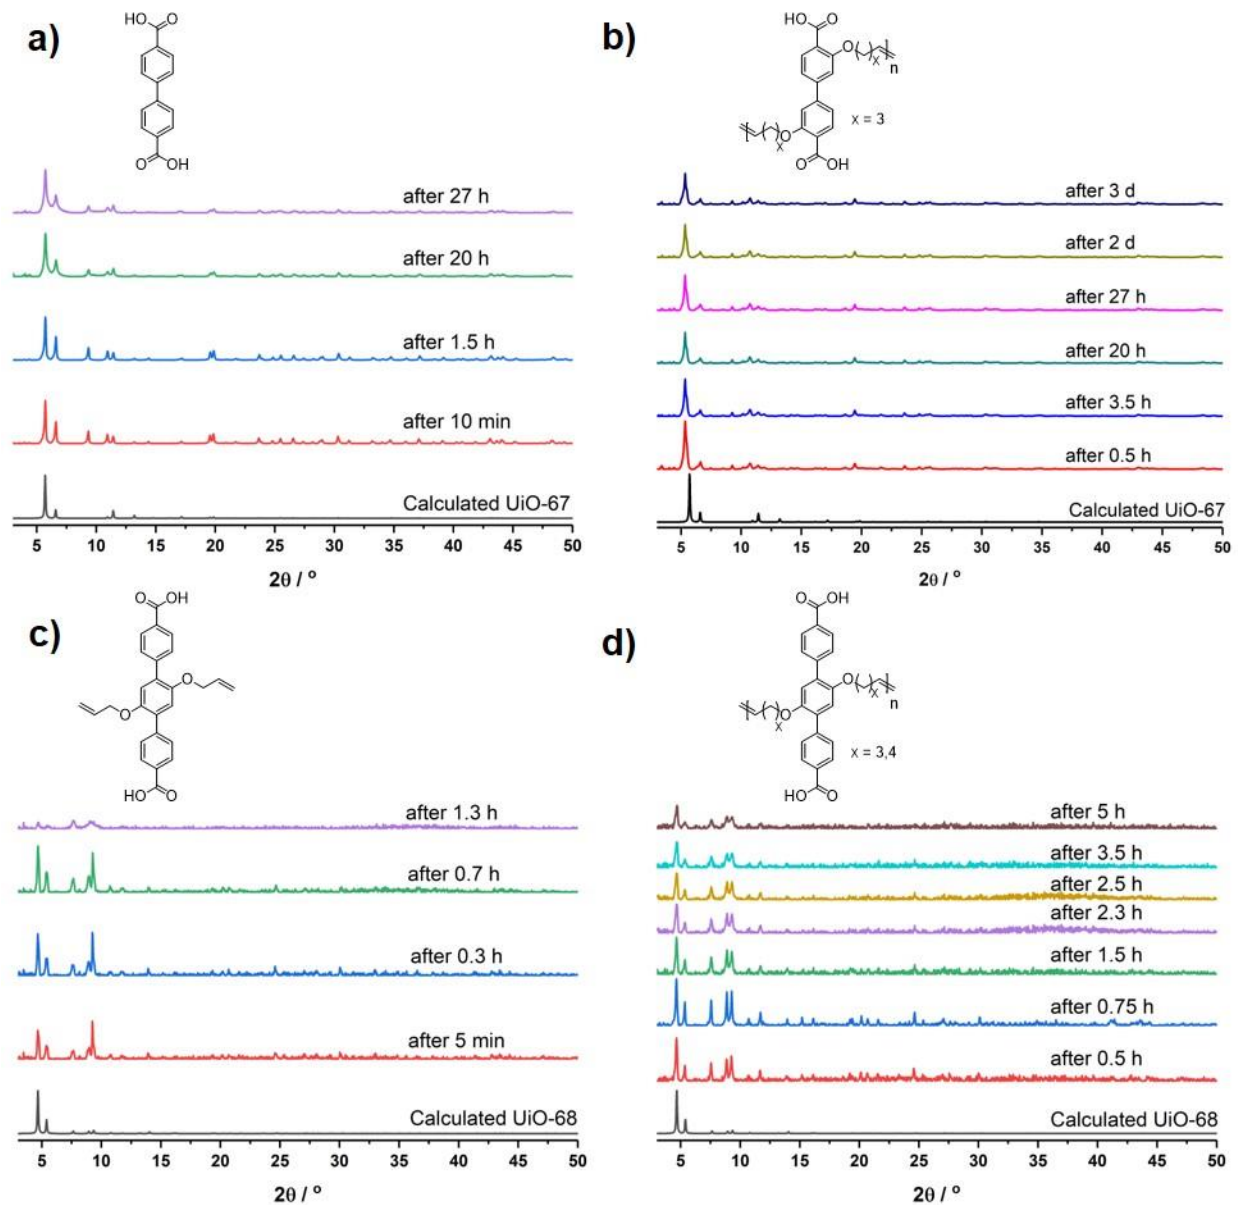 a)
HO
O
O
OH
after 27 h
after 20 h
after 1.5 h
after 10 min
Calculated UiO-67
5 10 15 20 25 30 35 40 45 50
2θ / °
b)
HO
O
O
x
n
x = 3
x
O
O
OH
after 3 d
after 2 d
after 27 h
after 20 h
after 3.5 h
after 0.5 h
Calculated UiO-67
5 10 15 20 25 30 35 40 45 50
2θ / °
c)
O
OH
O
O
HO
O
after 1.3 h
after 0.7 h
after 0.3 h
after 5 min
Calculated UiO-68
5 10 15 20 25 30 35 40 45 50
2θ / °
d)
O
OH
O
x
n
x
O
x = 3,4
HO
O
after 5 h
after 3.5 h
after 2.5 h
after 2.3 h
after 1.5 h
after 0.75 h
after 0.5 h
Calculated UiO-68
5 10 15 20 25 30 35 40 45 50
2θ / °